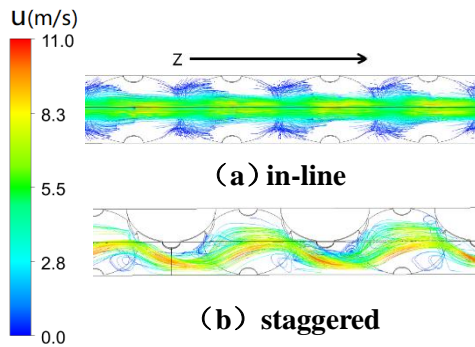 u(m/s)
11.0
8.3
5.5
2.8
0.0
Z
（a）in-line
（b） staggered